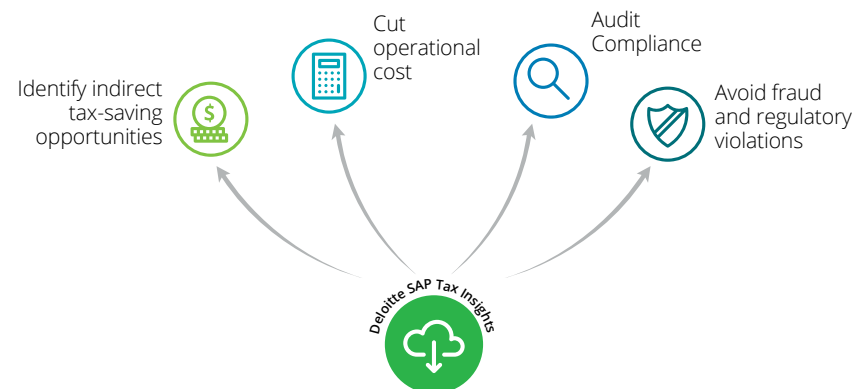 Identify indirect
tax-saving
opportunities
$
Cut
operational
cost
Audit
Compliance
Avoid fraud
and regulatory
violations
Deloitte SAP Tax Insights